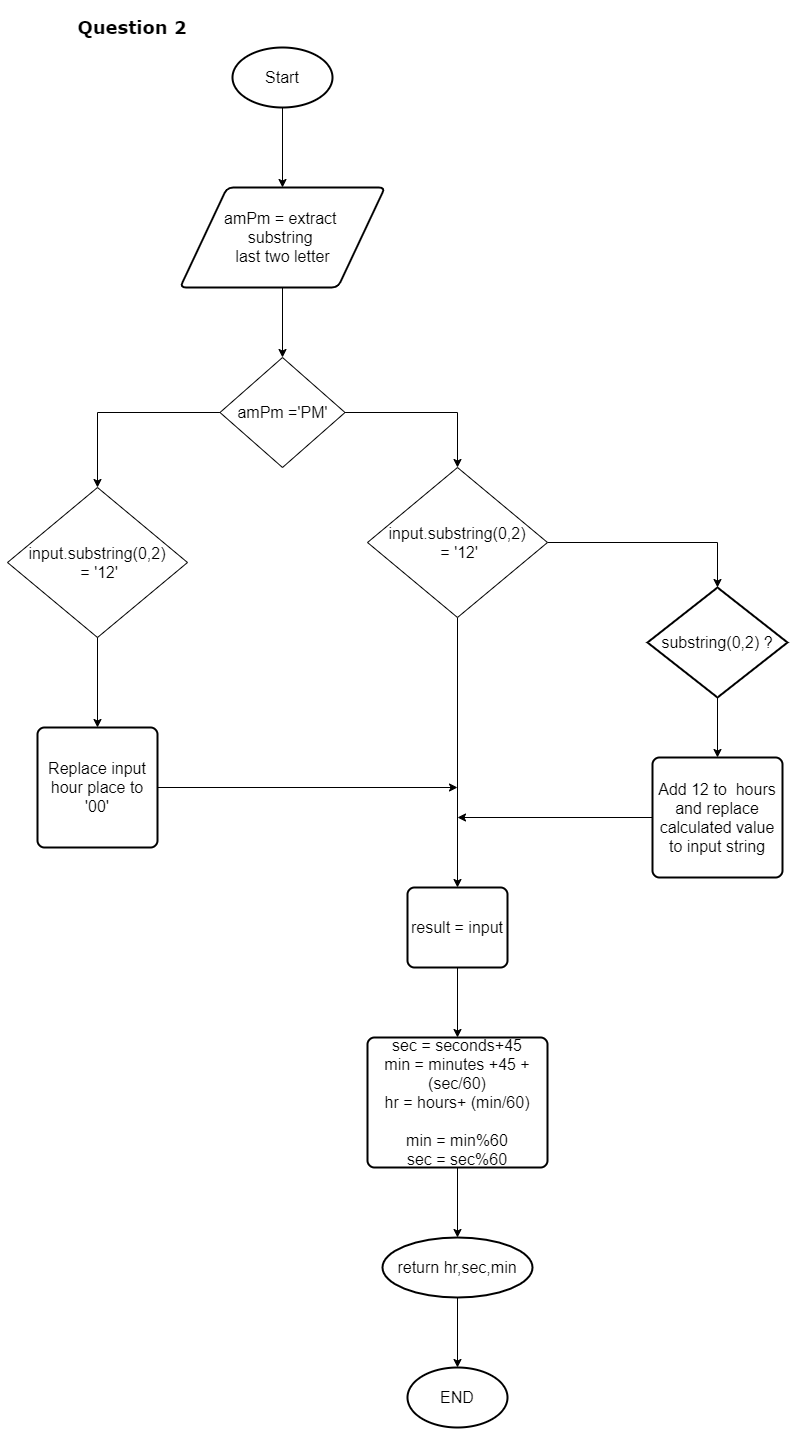 Question 2
Start
amPm = extract
substring
last two letter
amPm ='PM'
input.substring(0,2)
= '12'
input.substring(0,2)
= '12'
substring(0,2) ?
Replace input
hour place to
'00'
Add 12 to  hours
and replace
calculated value
to input string
result = input
sec = seconds+45
min = minutes +45 +
(sec/60)
hr = hours+ (min/60)
min = min%60
sec = sec%60
return hr,sec,min
END